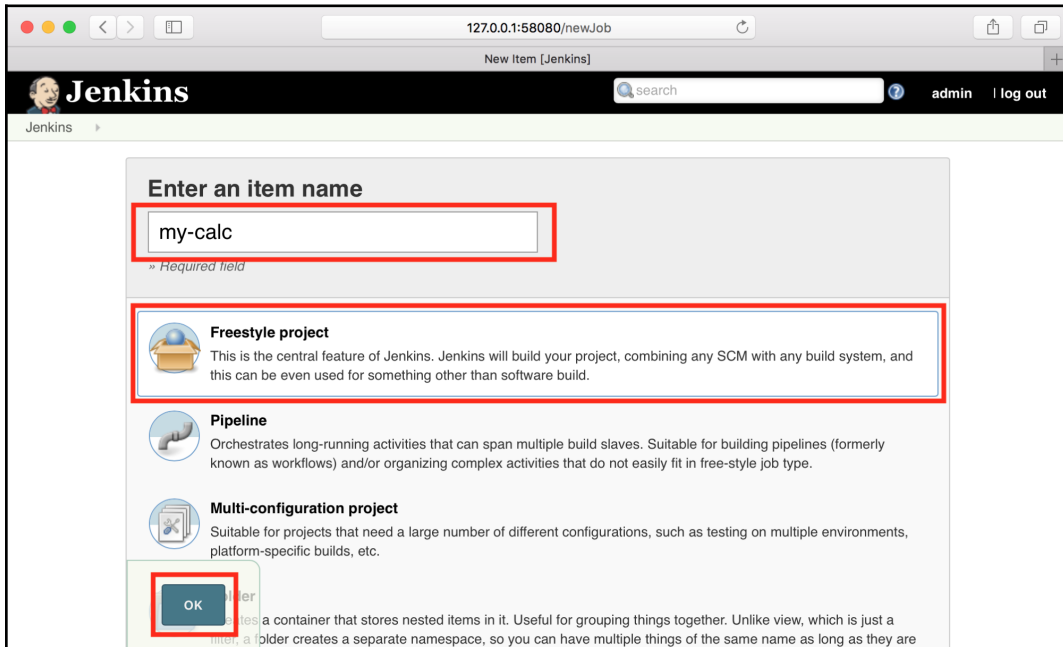 127.0.0.1:58080/newJob
New Item [Jenkins]
Jenkins
search
admin
| log out
Jenkins
Enter an item name
my-calc
» Required field
Freestyle project
This is the central feature of Jenkins. Jenkins will build your project, combining any SCM with any build system, and
this can be even used for something other than software build.
Pipeline
Orchestrates long-running activities that can span multiple build slaves. Suitable for building pipelines (formerly
known as workflows) and/or organizing complex activities that do not easily fit in free-style job type.
Multi-configuration project
Suitable for projects that need a large number of different configurations, such as testing on multiple environments,
platform-specific builds, etc.
OK
a container that stores nested items in it. Useful for grouping things together. Unlike view, which is just a
filter, a folder creates a separate namespace, so you can have multiple things of the same name as long as they are